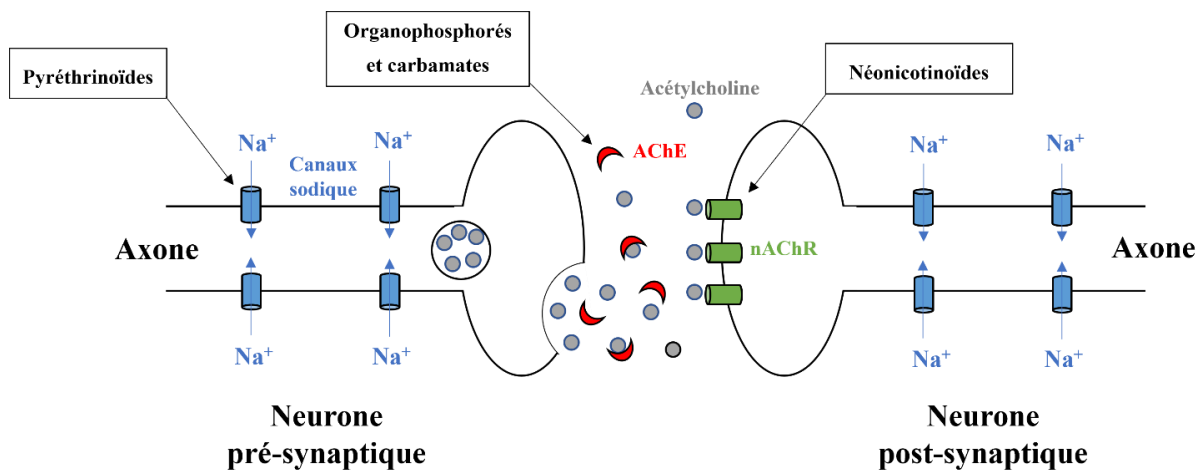 Organophosphorés
et carbamates
Pyréthrinoïdes
Néonicotinoïdes
Acétylcholine
Na⁺
Na⁺
Na⁺
Na⁺
AChE
Canaux
sodique
Axone
nAChR
Axone
Na⁺
Na⁺
Na⁺
Na⁺
Neurone
pré-synaptique
Neurone
post-synaptique